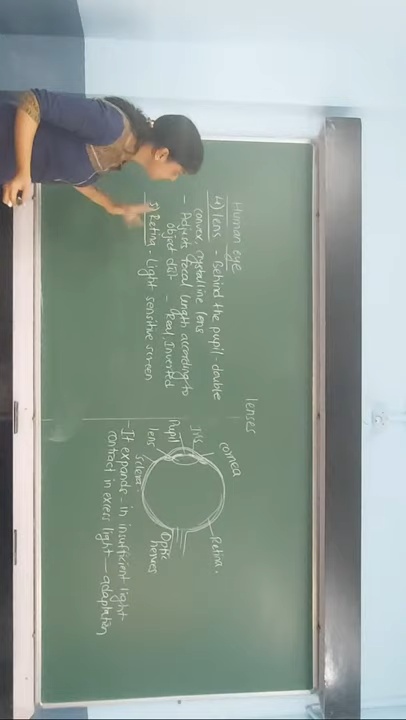 lenses
Human eye
4) lens - Behind the pupil - double
convex, crystalline lens
- Adjusts focal length according to
object dist - Real, Inverted
5) Retina - Light sensitive screen
cornea
Iris
Pupil
lens
Sclera
Retina.
Optic
nerves
- It expands - in insufficient light
contract in excess light - adaptation